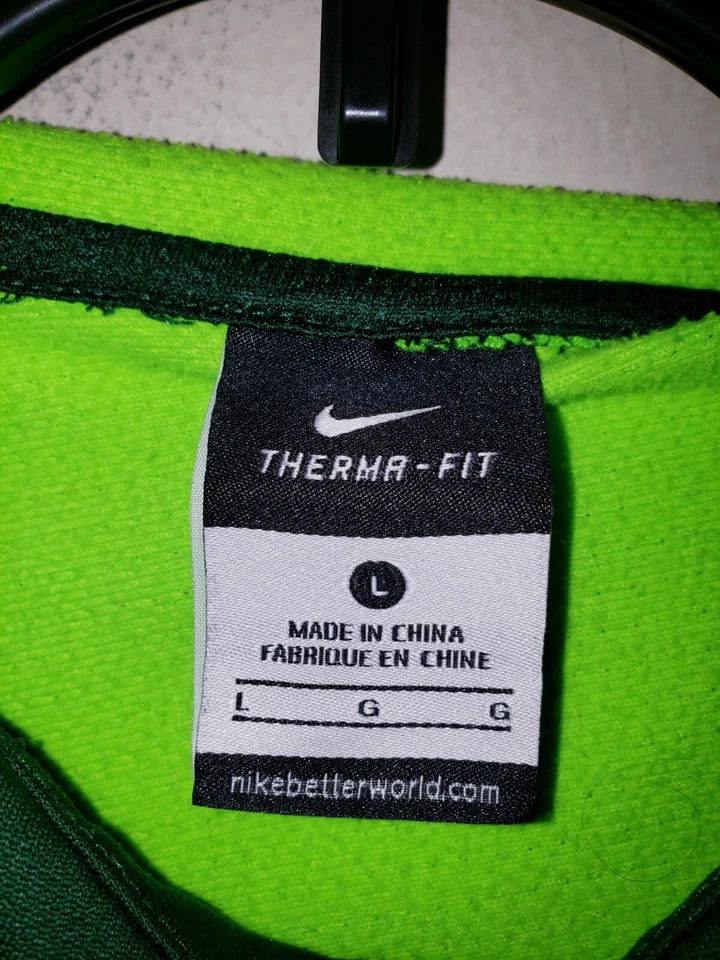 THERMA-FIT
L
MADE IN CHINA
FABRIQUE EN CHINE
L G G
nikebetterworld.com